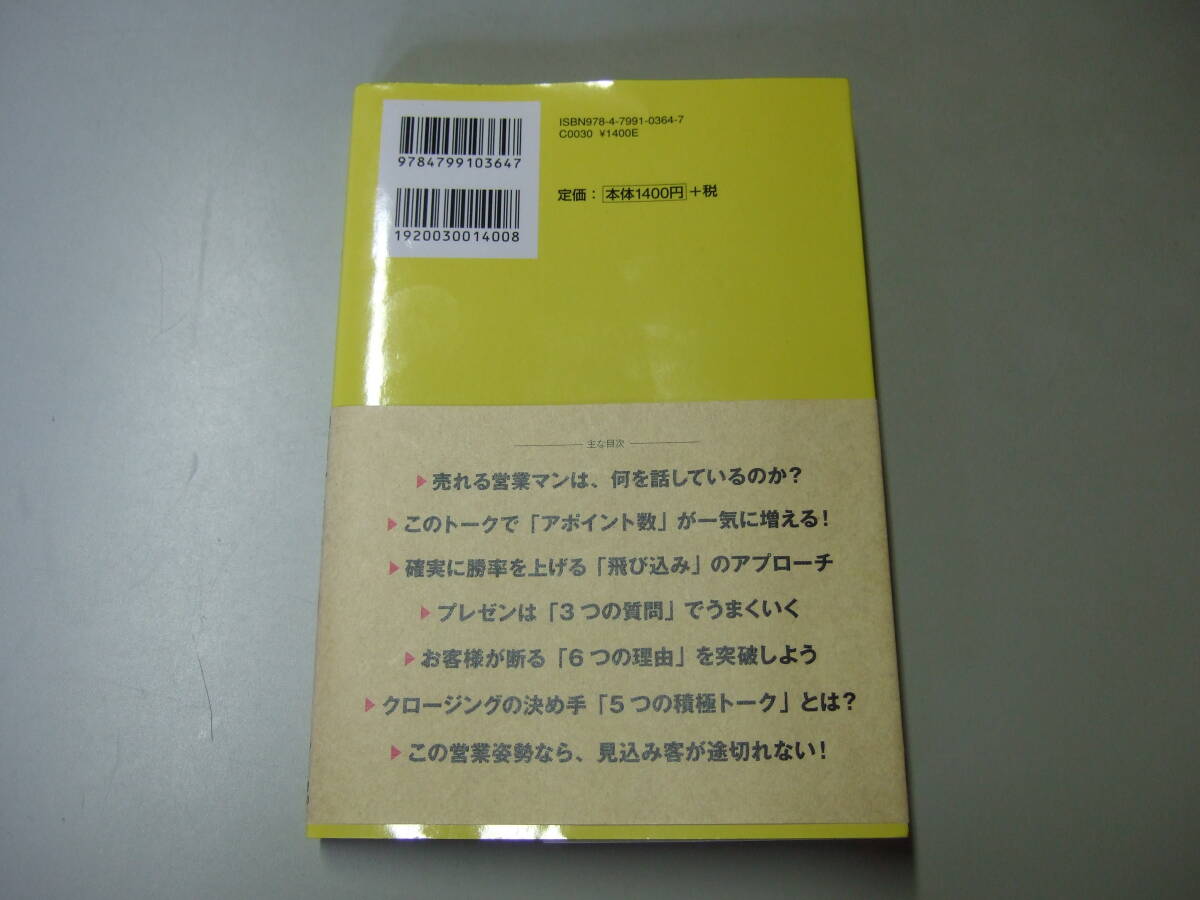 9784799103647
1920030014008
ISBN978-4-7991-0364-7
C0030 ¥1400E
定価：本体1400円+税
主な目次
▶売れる営業マンは、何を話しているのか？
▶このトークで「アポイント数」が一気に増える！
▶確実に勝率を上げる「飛び込み」のアプローチ
▶プレゼンは「3つの質問」でうまくいく
▶お客様が断る「6つの理由」を突破しよう
▶クロージングの決め手「5つの積極トーク」とは？
▶この営業姿勢なら、見込み客が途切れない！